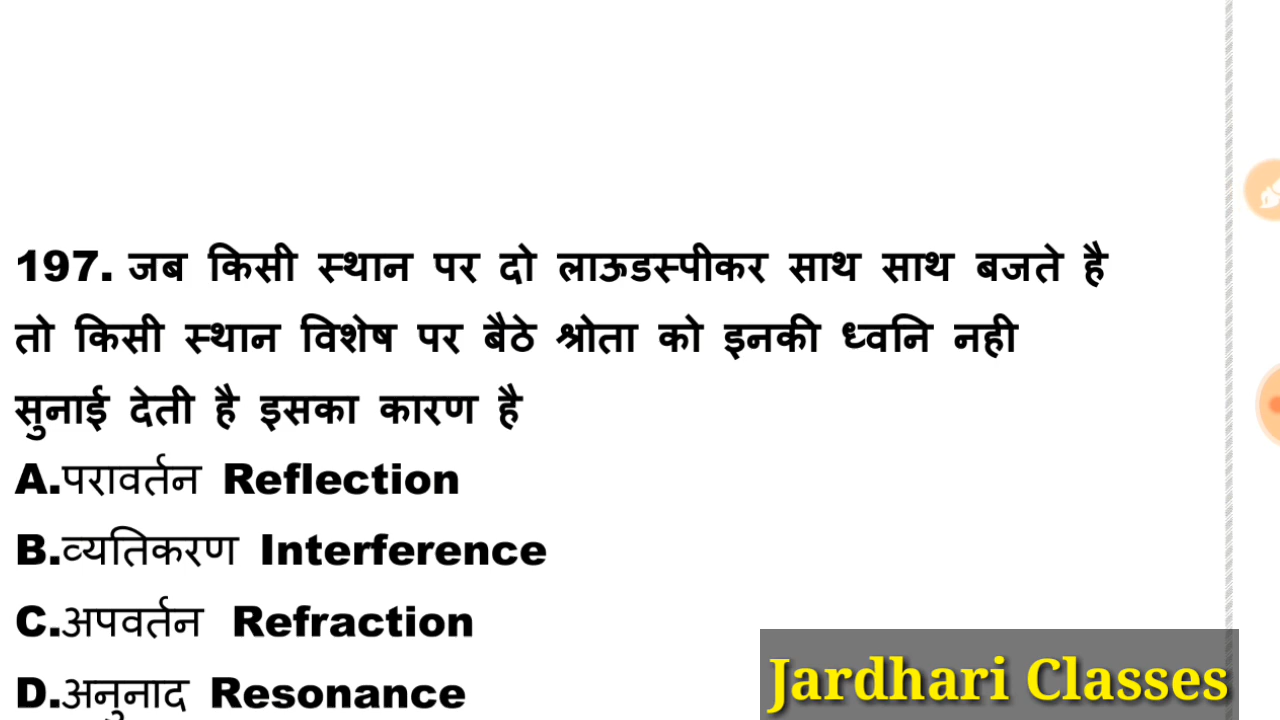 197. जब किसी स्थान पर दो लाऊडस्पीकर साथ साथ बजते है
तो किसी स्थान विशेष पर बैठे श्रोता को इनकी ध्वनि नही
सुनाई देती है इसका कारण है
A.परावर्तन Reflection
B.व्यतिकरण Interference
C.अपवर्तन Refraction
D.अनुनाद Resonance
Jardhari Classes